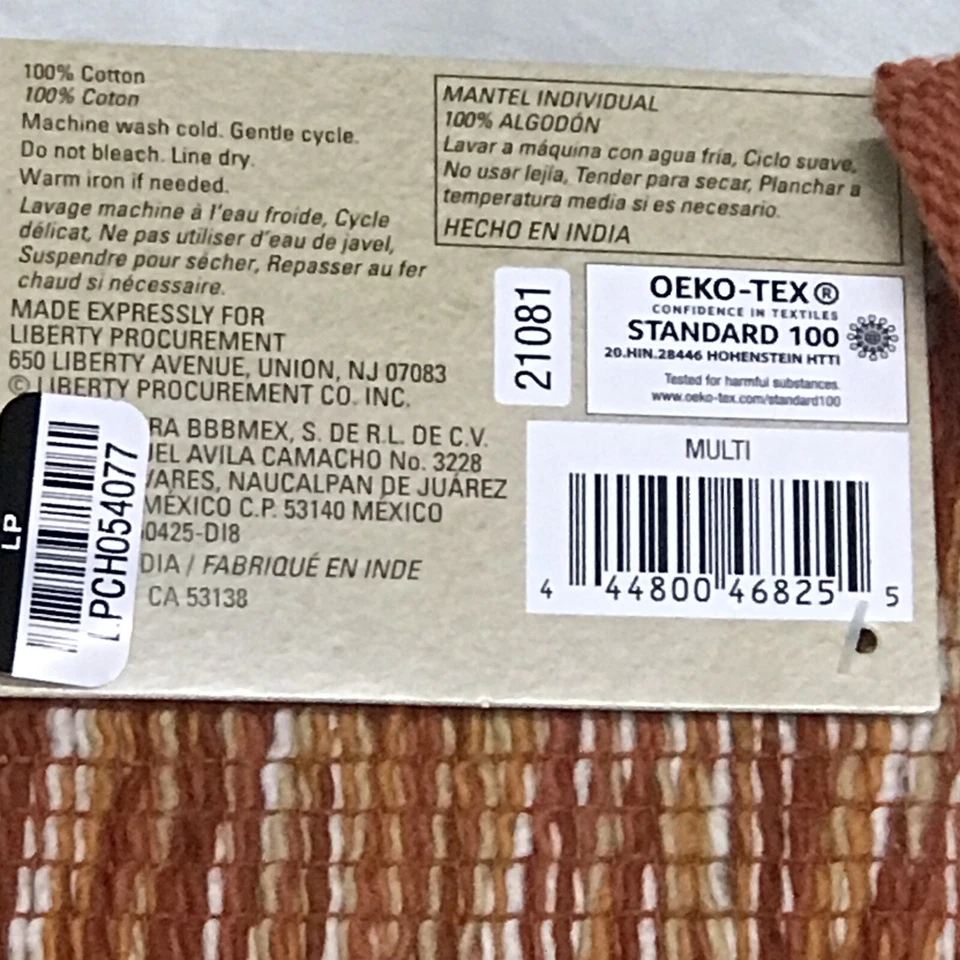 100% Cotton
100% Coton
Machine wash cold. Gentle cycle.
Do not bleach. Line dry.
Warm iron if needed.
Lavage machine à l'eau froide, Cycle
délicat, Ne pas utiliser d'eau de javel,
Suspendre pour sécher, Repasser au fer
chaud si nécessaire.
MADE EXPRESSLY FOR
LIBERTY PROCUREMENT
650 LIBERTY AVENUE, UNION, NJ 07083
© LIBERTY PROCUREMENT CO. INC.
RA BBBMEX, S. DE R.L. DE C.V.
AVILA CAMACHO No. 3228
NAUCALPAN DE JUÁREZ
MÉXICO C.P. 53140 MÉXICO
0425-DI8
DIA / FABRIQUÉ EN INDE
CA 53138
LP
LPCH054077
MANTEL INDIVIDUAL
100% ALGODÓN
Lavar a máquina con agua fría, Ciclo suave,
No usar lejía, Tender para secar, Planchar a
temperatura media si es necesario.
HECHO EN INDIA
21081
OEKO-TEX®
CONFIDENCE IN TEXTILES
STANDARD 100
20.HIN.28446 HOHENSTEIN HTTI
Tested for harmful substances.
www.oeko-tex.com/standard100
MULTI
4 44800 46825 5